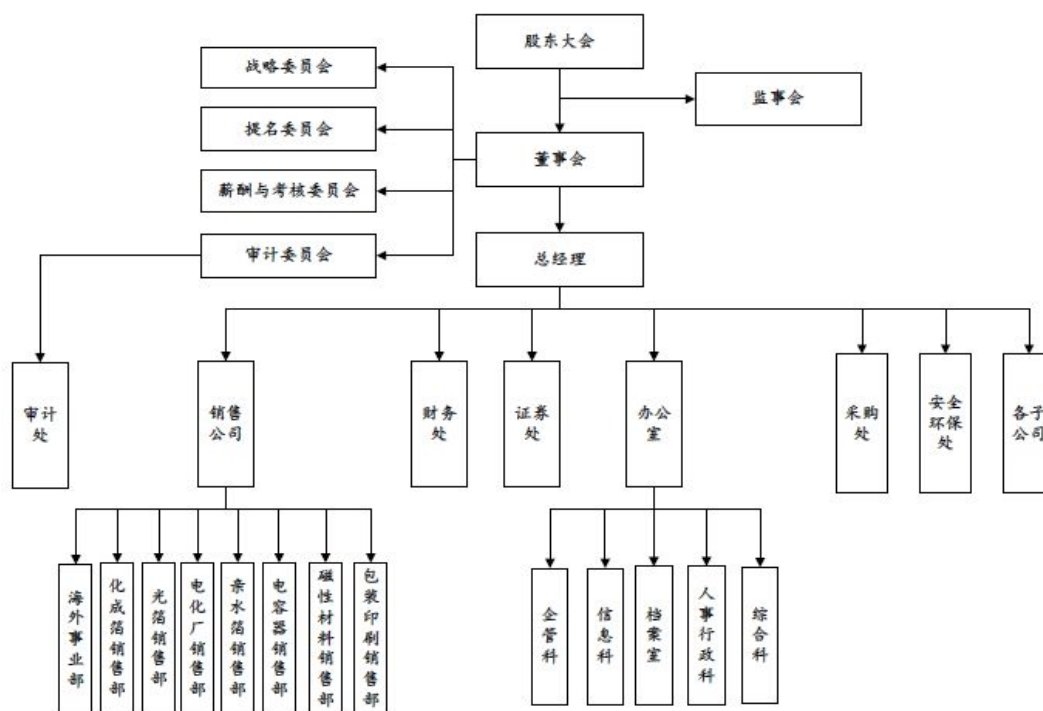 股东大会
战略委员会
监事会
提名委员会
董事会
薪酬与考核委员会
审计委员会
总经理
审计
处
销售
公司
财务
处
证券
处
办公
室
采购
处
安全
环保
处
各子
公司
海外事业部
化成箔销售部
光箔销售部
电化厂销售部
亲水箔销售部
电容器销售部
磁性材料销售部
包装印刷销售部
企管科
信息科
档案室
人事行政科
综合科